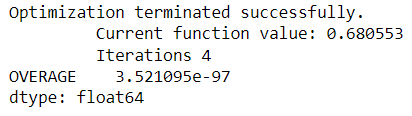 Optimization terminated successfully.
Current function value: 0.680553
Iterations 4
OVERAGE    3.521095e-97
dtype: float64